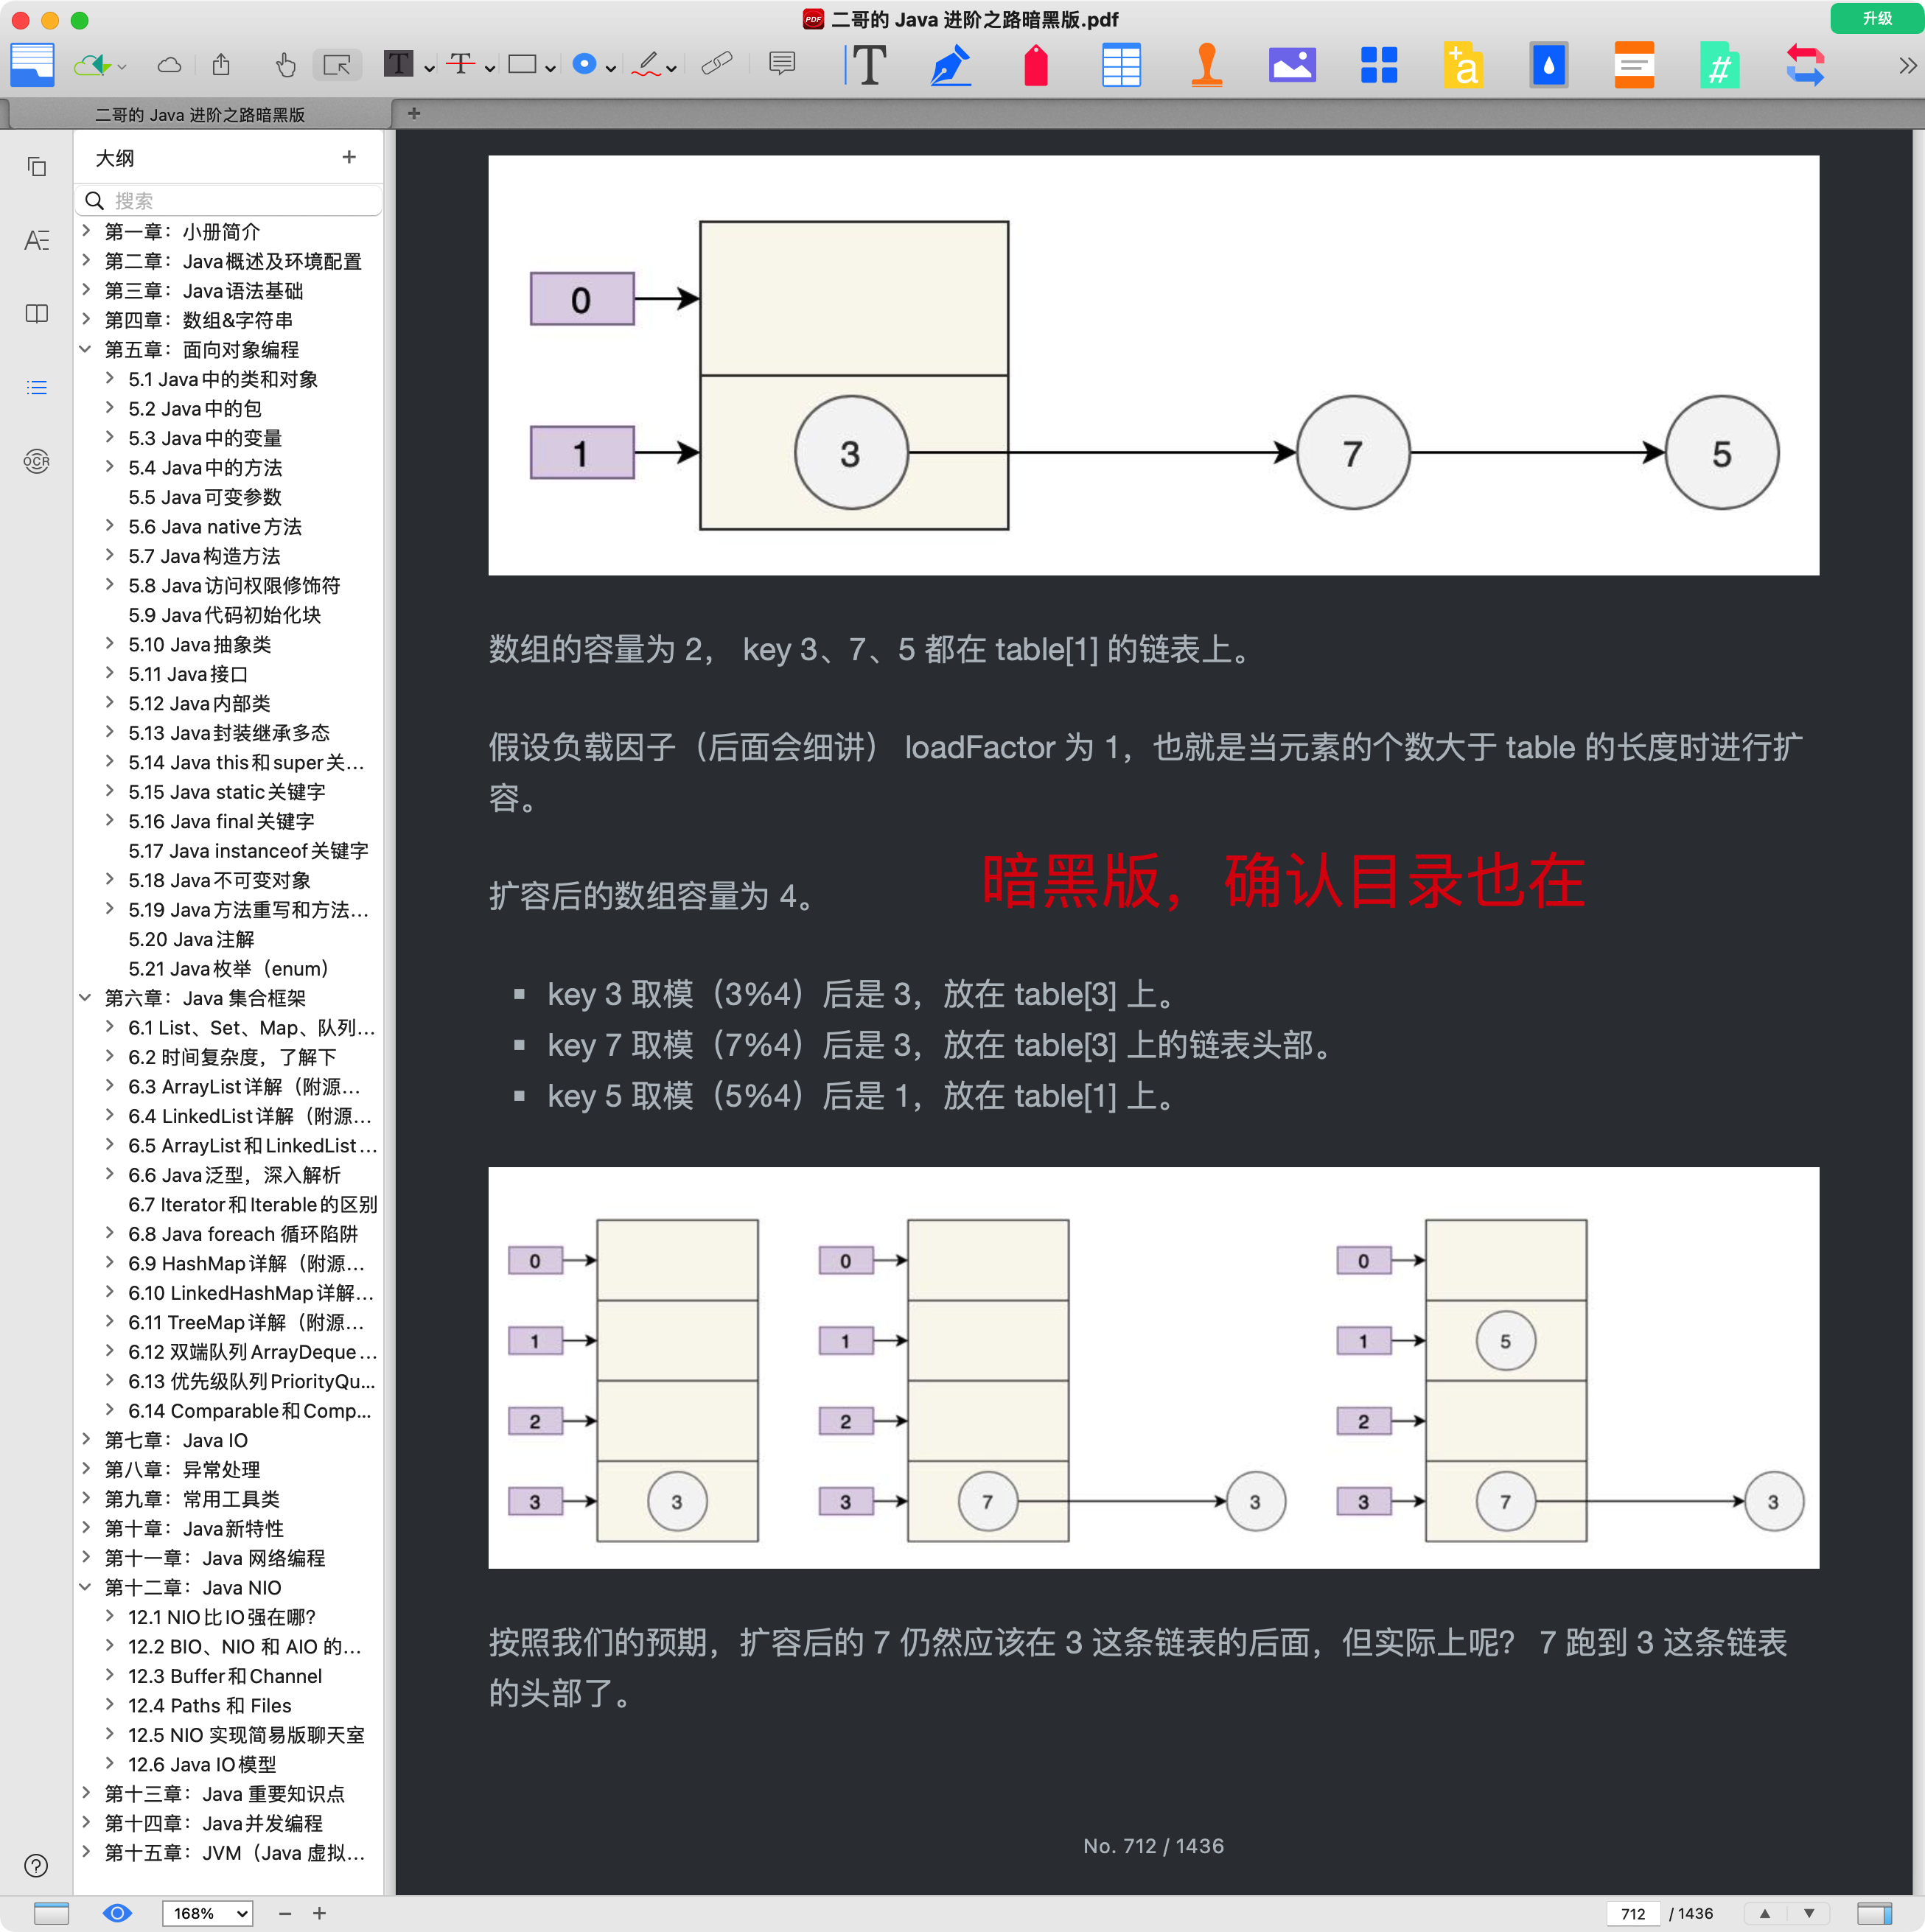 二哥的 Java 进阶之路暗黑版.pdf
升级
二哥的 Java 进阶之路暗黑版
大纲
搜索
第一章：小册简介
第二章：Java概述及环境配置
第三章：Java语法基础
第四章：数组&字符串
第五章：面向对象编程
5.1 Java中的类和对象
5.2 Java中的包
5.3 Java中的变量
5.4 Java中的方法
5.5 Java可变参数
5.6 Java native方法
5.7 Java构造方法
5.8 Java访问权限修饰符
5.9 Java代码初始化块
5.10 Java抽象类
5.11 Java接口
5.12 Java内部类
5.13 Java封装继承多态
5.14 Java this和super关...
5.15 Java static关键字
5.16 Java final关键字
5.17 Java instanceof关键字
5.18 Java不可变对象
5.19 Java方法重写和方法...
5.20 Java注解
5.21 Java枚举（enum）
第六章：Java 集合框架
6.1 List、Set、Map、队列...
6.2 时间复杂度，了解下
6.3 ArrayList详解（附源...
6.4 LinkedList详解（附源...
6.5 ArrayList和LinkedList...
6.6 Java泛型，深入解析
6.7 Iterator和Iterable的区别
6.8 Java foreach 循环陷阱
6.9 HashMap详解（附源...
6.10 LinkedHashMap详解...
6.11 TreeMap详解（附源...
6.12 双端队列ArrayDeque...
6.13 优先级队列PriorityQu...
6.14 Comparable和Comp...
第七章：Java IO
第八章：异常处理
第九章：常用工具类
第十章：Java新特性
第十一章：Java 网络编程
第十二章：Java NIO
12.1 NIO比IO强在哪？
12.2 BIO、NIO 和 AIO 的...
12.3 Buffer和Channel
12.4 Paths 和 Files
12.5 NIO 实现简易版聊天室
12.6 Java IO模型
第十三章：Java 重要知识点
第十四章：Java并发编程
第十五章：JVM（Java 虚拟...
OCR
0
1 3 7 5
数组的容量为 2， key 3、7、5 都在 table[1] 的链表上。
假设负载因子（后面会细讲） loadFactor 为 1，也就是当元素的个数大于 table 的长度时进行扩
容。
扩容后的数组容量为 4。
暗黑版，确认目录也在
key 3 取模（3%4）后是 3，放在 table[3] 上。
key 7 取模（7%4）后是 3，放在 table[3] 上的链表头部。
key 5 取模（5%4）后是 1，放在 table[1] 上。
0 0 0
1 1 1 5
2 2 2
3 3 3 7 3 3 7 3
按照我们的预期，扩容后的 7 仍然应该在 3 这条链表的后面，但实际上呢？ 7 跑到 3 这条链表
的头部了。
No. 712 / 1436
168%
712 / 1436